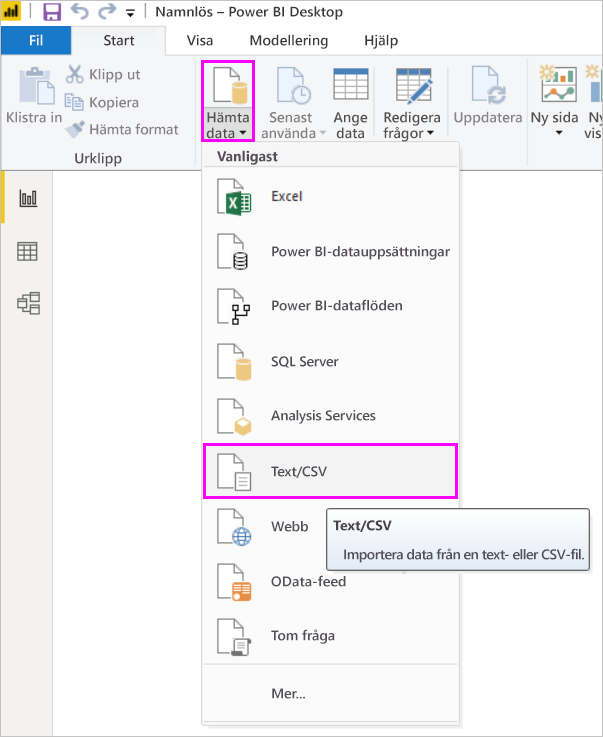 Namnlös – Power BI Desktop
Fil Start Visa Modellering Hjälp
Klistra in
Klipp ut
Kopiera
Hämta format
Urklipp
Hämta
data
Senast
använda
Ange
data
Redigera
frågor
Uppdatera
Ny sida
Ny
vis
Vanligast
Excel
Power BI-datauppsättningar
Power BI-dataflöden
SQL Server
Analysis Services
Text/CSV
Webb
Text/CSV
Importera data från en text- eller CSV-fil.
OData-feed
Tom fråga
Mer...